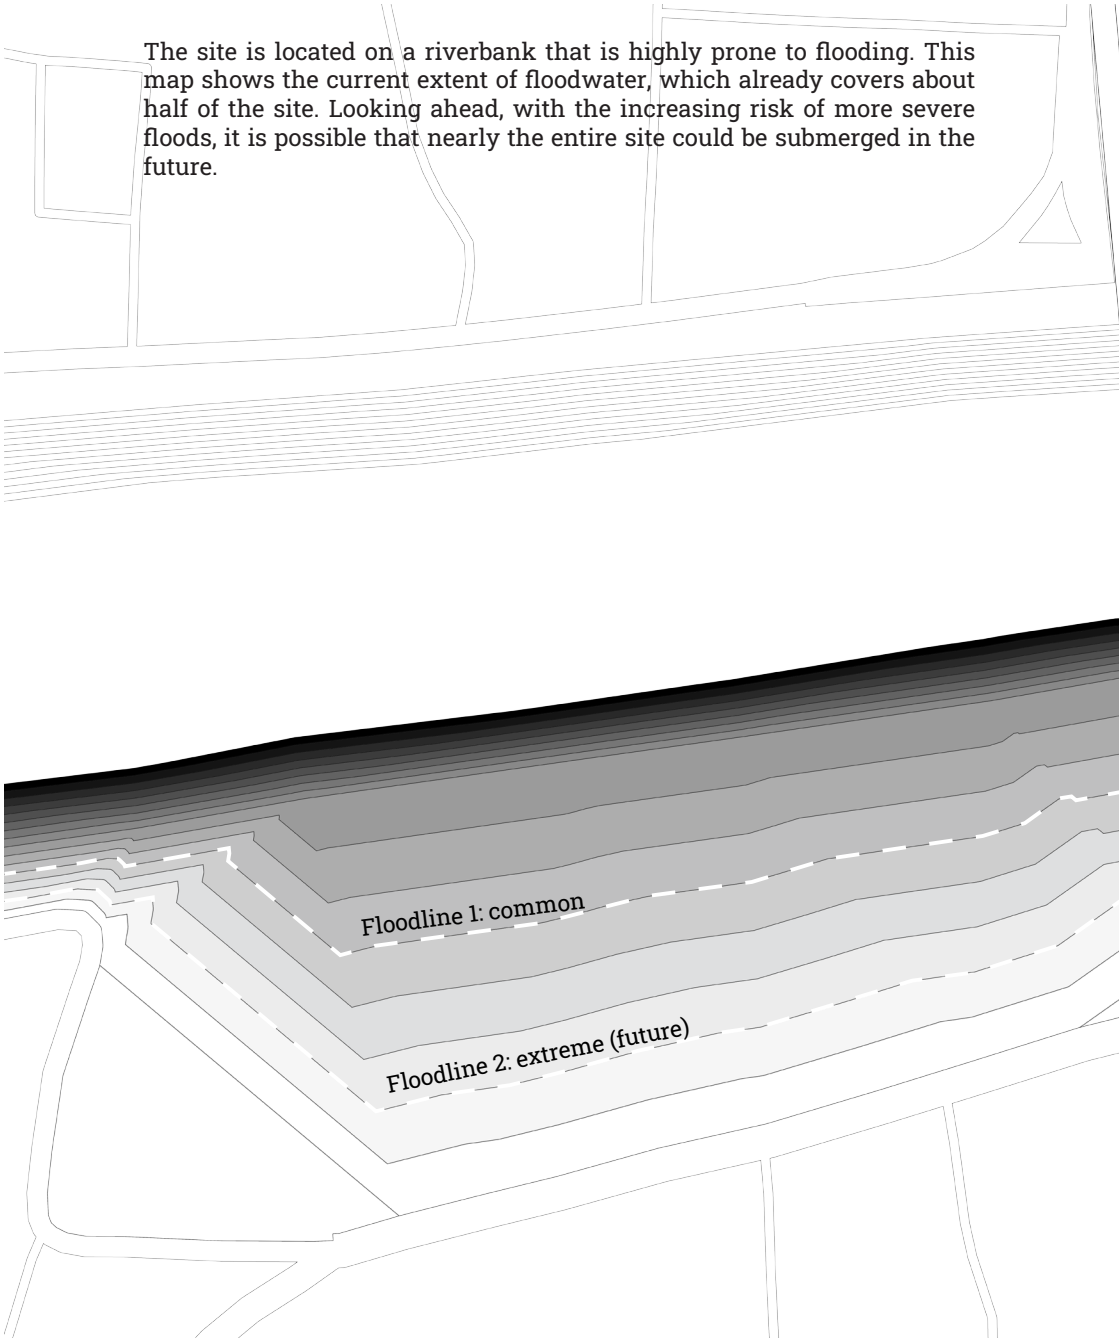 The site is located on a riverbank that is highly prone to flooding. This
map shows the current extent of floodwater, which already covers about
half of the site. Looking ahead, with the increasing risk of more severe
floods, it is possible that nearly the entire site could be submerged in the
future.
Floodline 1: common
Floodline 2: extreme (future)